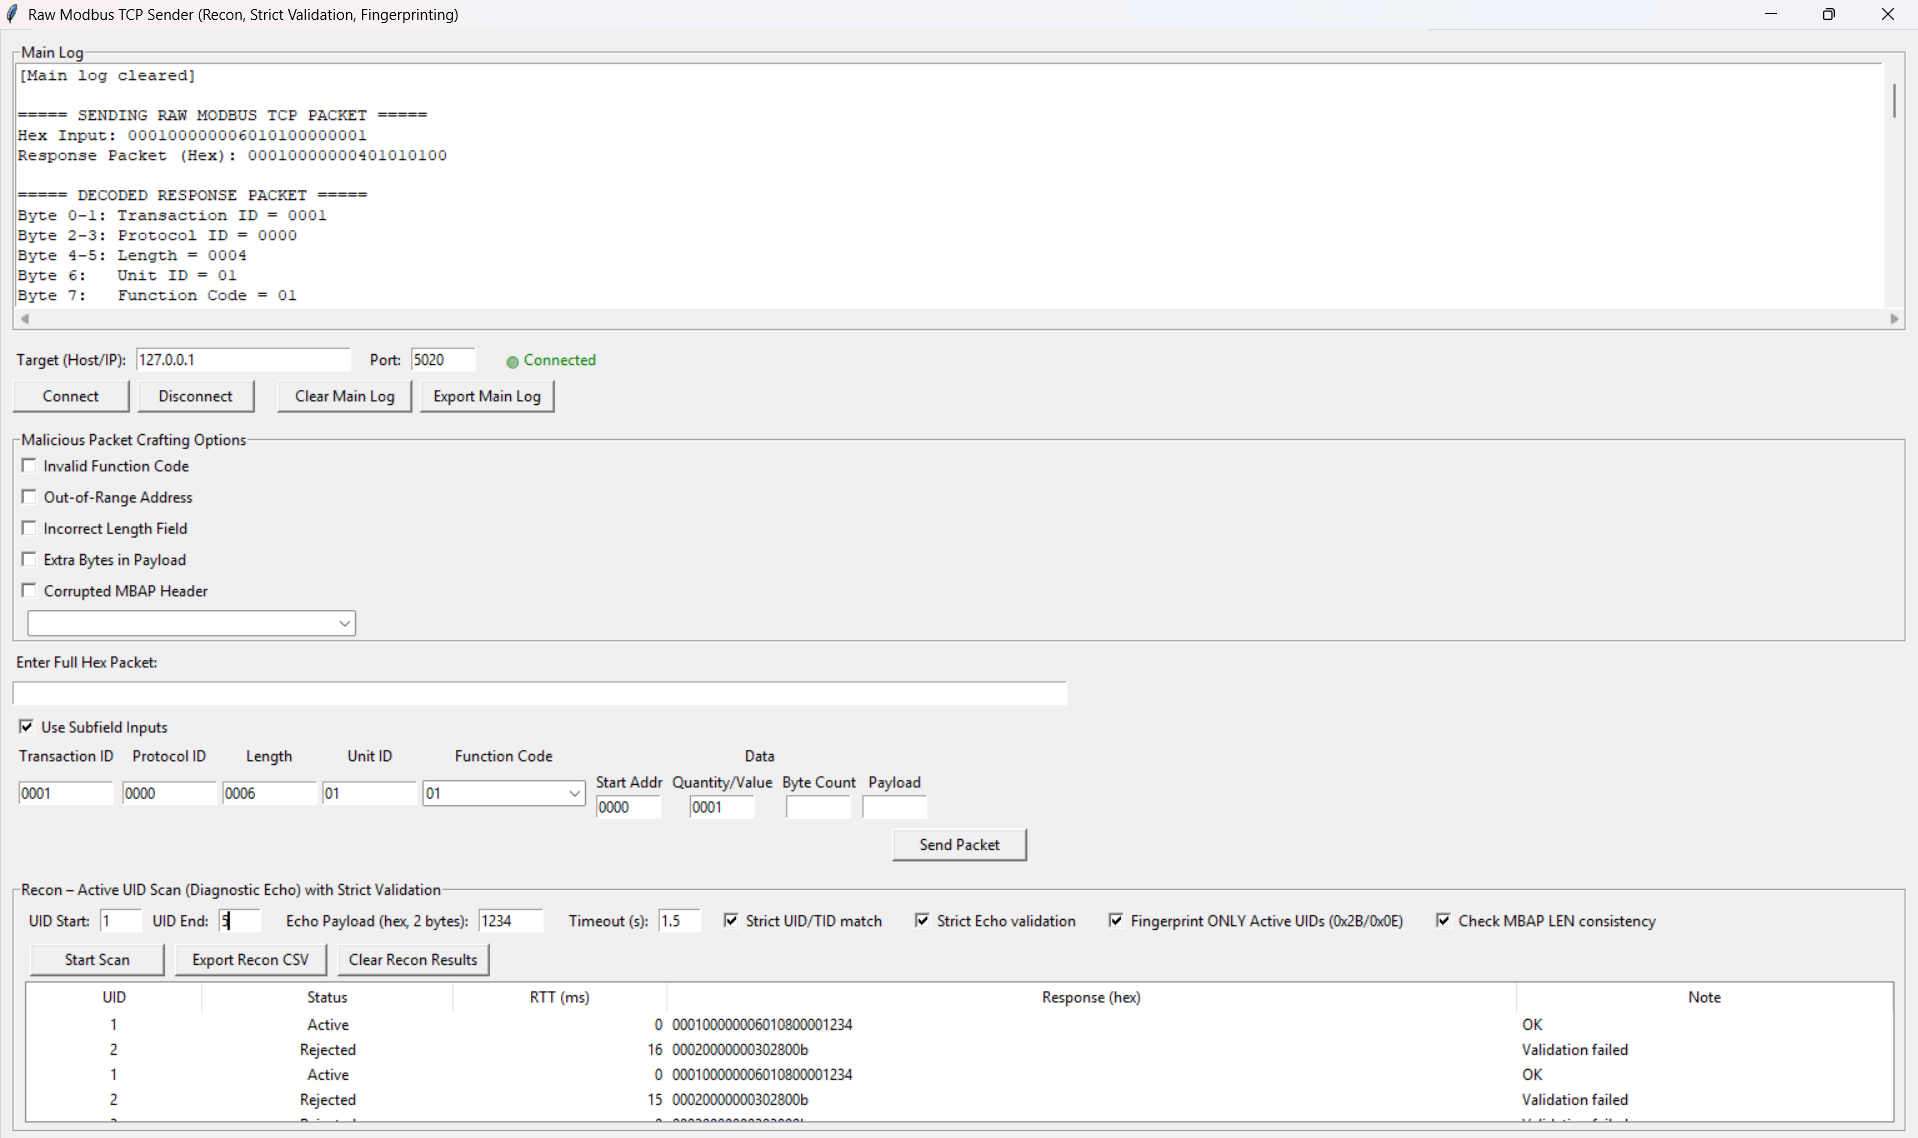 Raw Modbus TCP Sender (Recon, Strict Validation, Fingerprinting)
Main Log
[Main log cleared]
===== SENDING RAW MODBUS TCP PACKET =====
Hex Input: 000100000006010100000001
Response Packet (Hex): 00010000000401010100
===== DECODED RESPONSE PACKET =====
Byte 0-1: Transaction ID = 0001
Byte 2-3: Protocol ID = 0000
Byte 4-5: Length = 0004
Byte 6: Unit ID = 01
Byte 7: Function Code = 01
Target (Host/IP): 127.0.0.1 Port: 5020 Connected
Connect Disconnect Clear Main Log Export Main Log
Malicious Packet Crafting Options
Invalid Function Code
Out-of-Range Address
Incorrect Length Field
Extra Bytes in Payload
Corrupted MBAP Header
Enter Full Hex Packet:
Use Subfield Inputs
Transaction ID Protocol ID Length Unit ID Function Code Data
Start Addr Quantity/Value Byte Count Payload
0001 0000 0006 01 01 0000 0001
Send Packet
Recon – Active UID Scan (Diagnostic Echo) with Strict Validation
UID Start: 1 UID End: 5 Echo Payload (hex, 2 bytes): 1234 Timeout (s): 1.5 Strict UID/TID match Strict Echo validation Fingerprint ONLY Active UIDs (0x2B/0x0E) Check MBAP LEN consistency
Start Scan Export Recon CSV Clear Recon Results
UID Status RTT (ms) Response (hex) Note
1 Active 0 000100000006010800001234 OK
2 Rejected 16 00020000000302800b Validation failed
1 Active 0 000100000006010800001234 OK
2 Rejected 15 00020000000302800b Validation failed